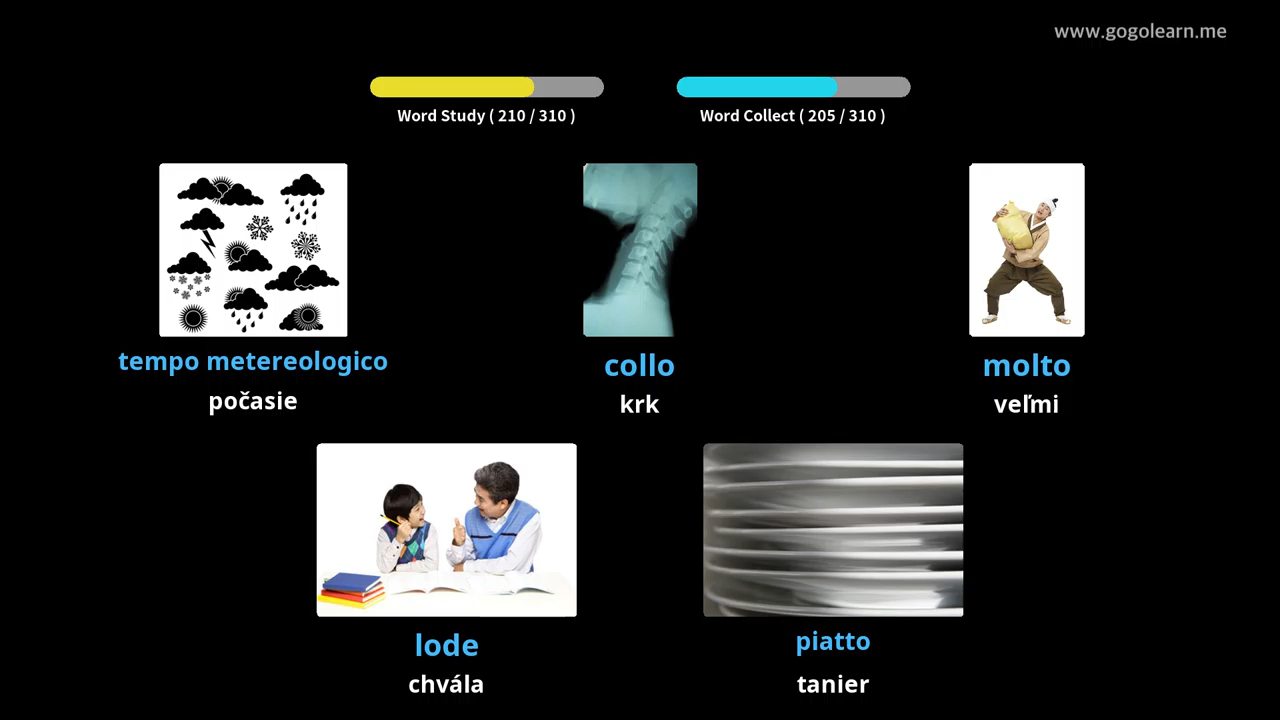 www.gogolearn.me
Word Study ( 210 / 310 )
Word Collect ( 205 / 310 )
tempo metereologico
počasie
collo
krk
molto
veľmi
lode
chvála
piatto
tanier